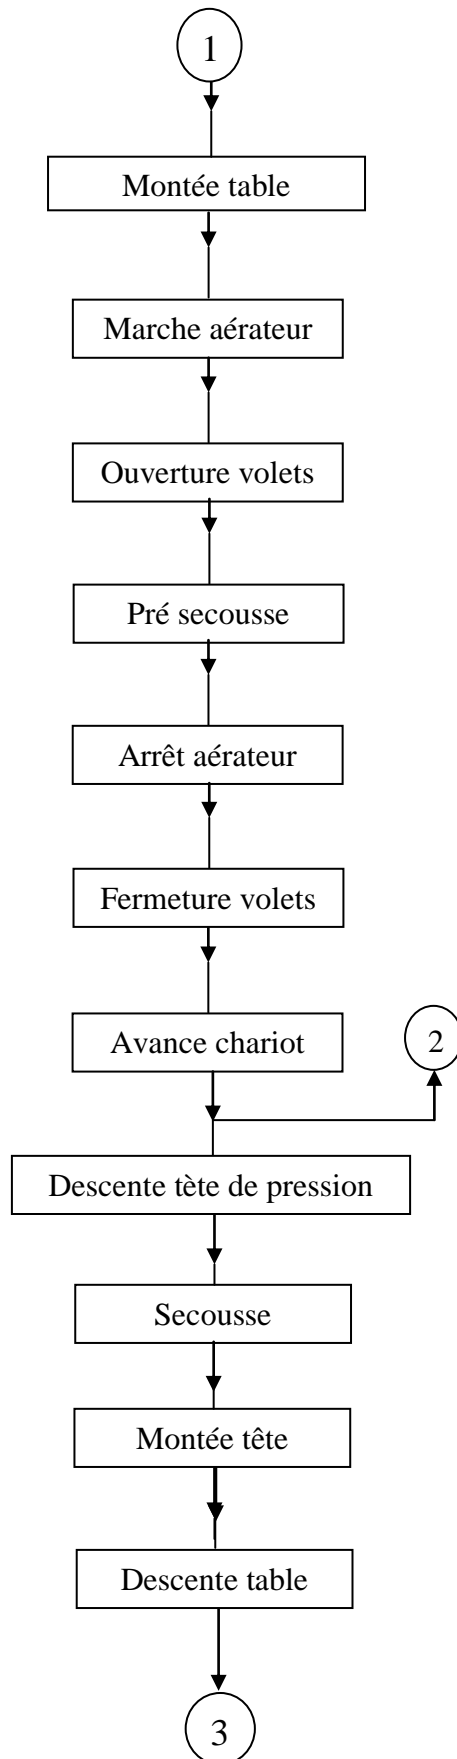 1
Montée table
Marche aérateur
Ouverture volets
Pré secousse
Arrêt aérateur
Fermeture volets
Avance chariot
2
Descente tète de pression
Secousse
Montée tête
Descente table
3